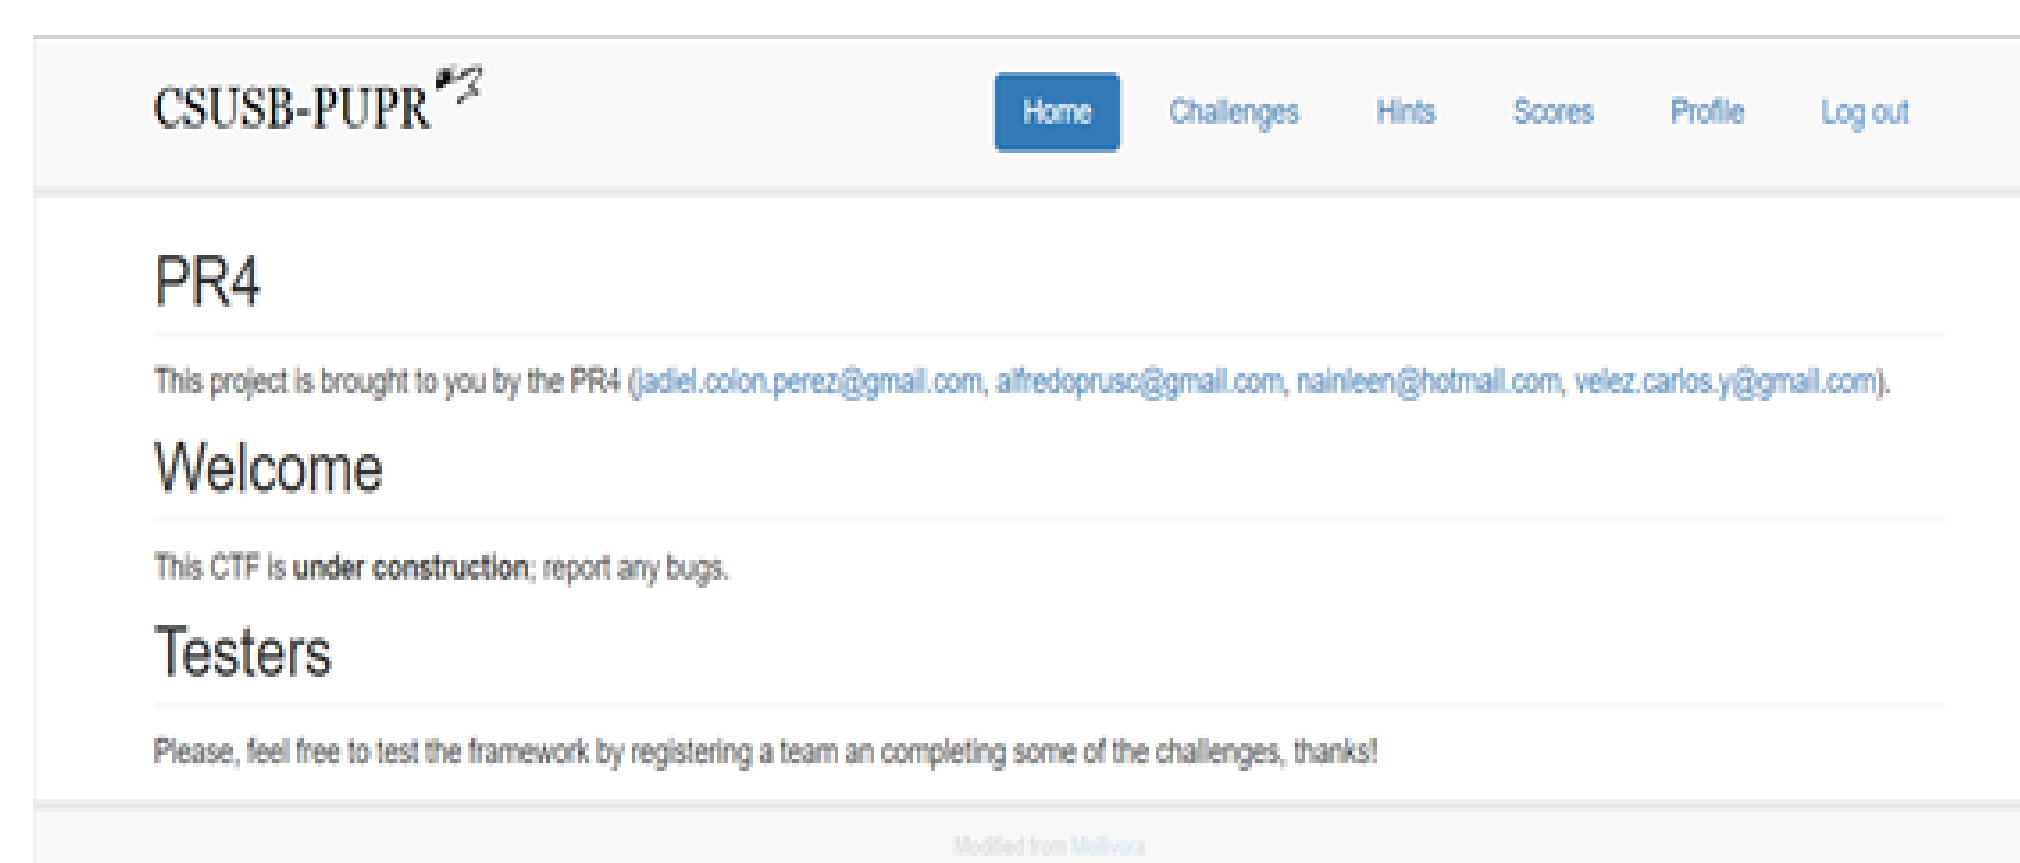 CSUSB-PUPR
Home Challenges Hints Scores Profile Log out
PR4
This project is brought to you by the PR4 (jadiel.colon.perez@gmail.com, alfredoprusc@gmail.com, nainleen@hotmail.com, velez.carlos.y@gmail.com).
Welcome
This CTF is under construction; report any bugs.
Testers
Please, feel free to test the framework by registering a team an completing some of the challenges, thanks!
Modified from Mellivora